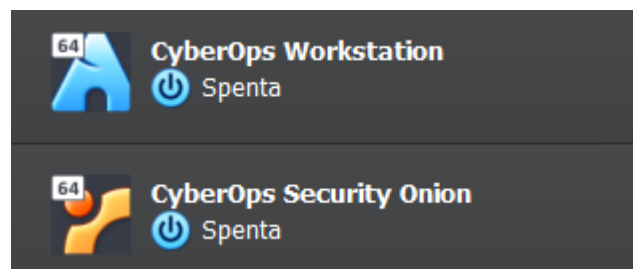 64
CyberOps Workstation
Spenta
64
CyberOps Security Onion
Spenta